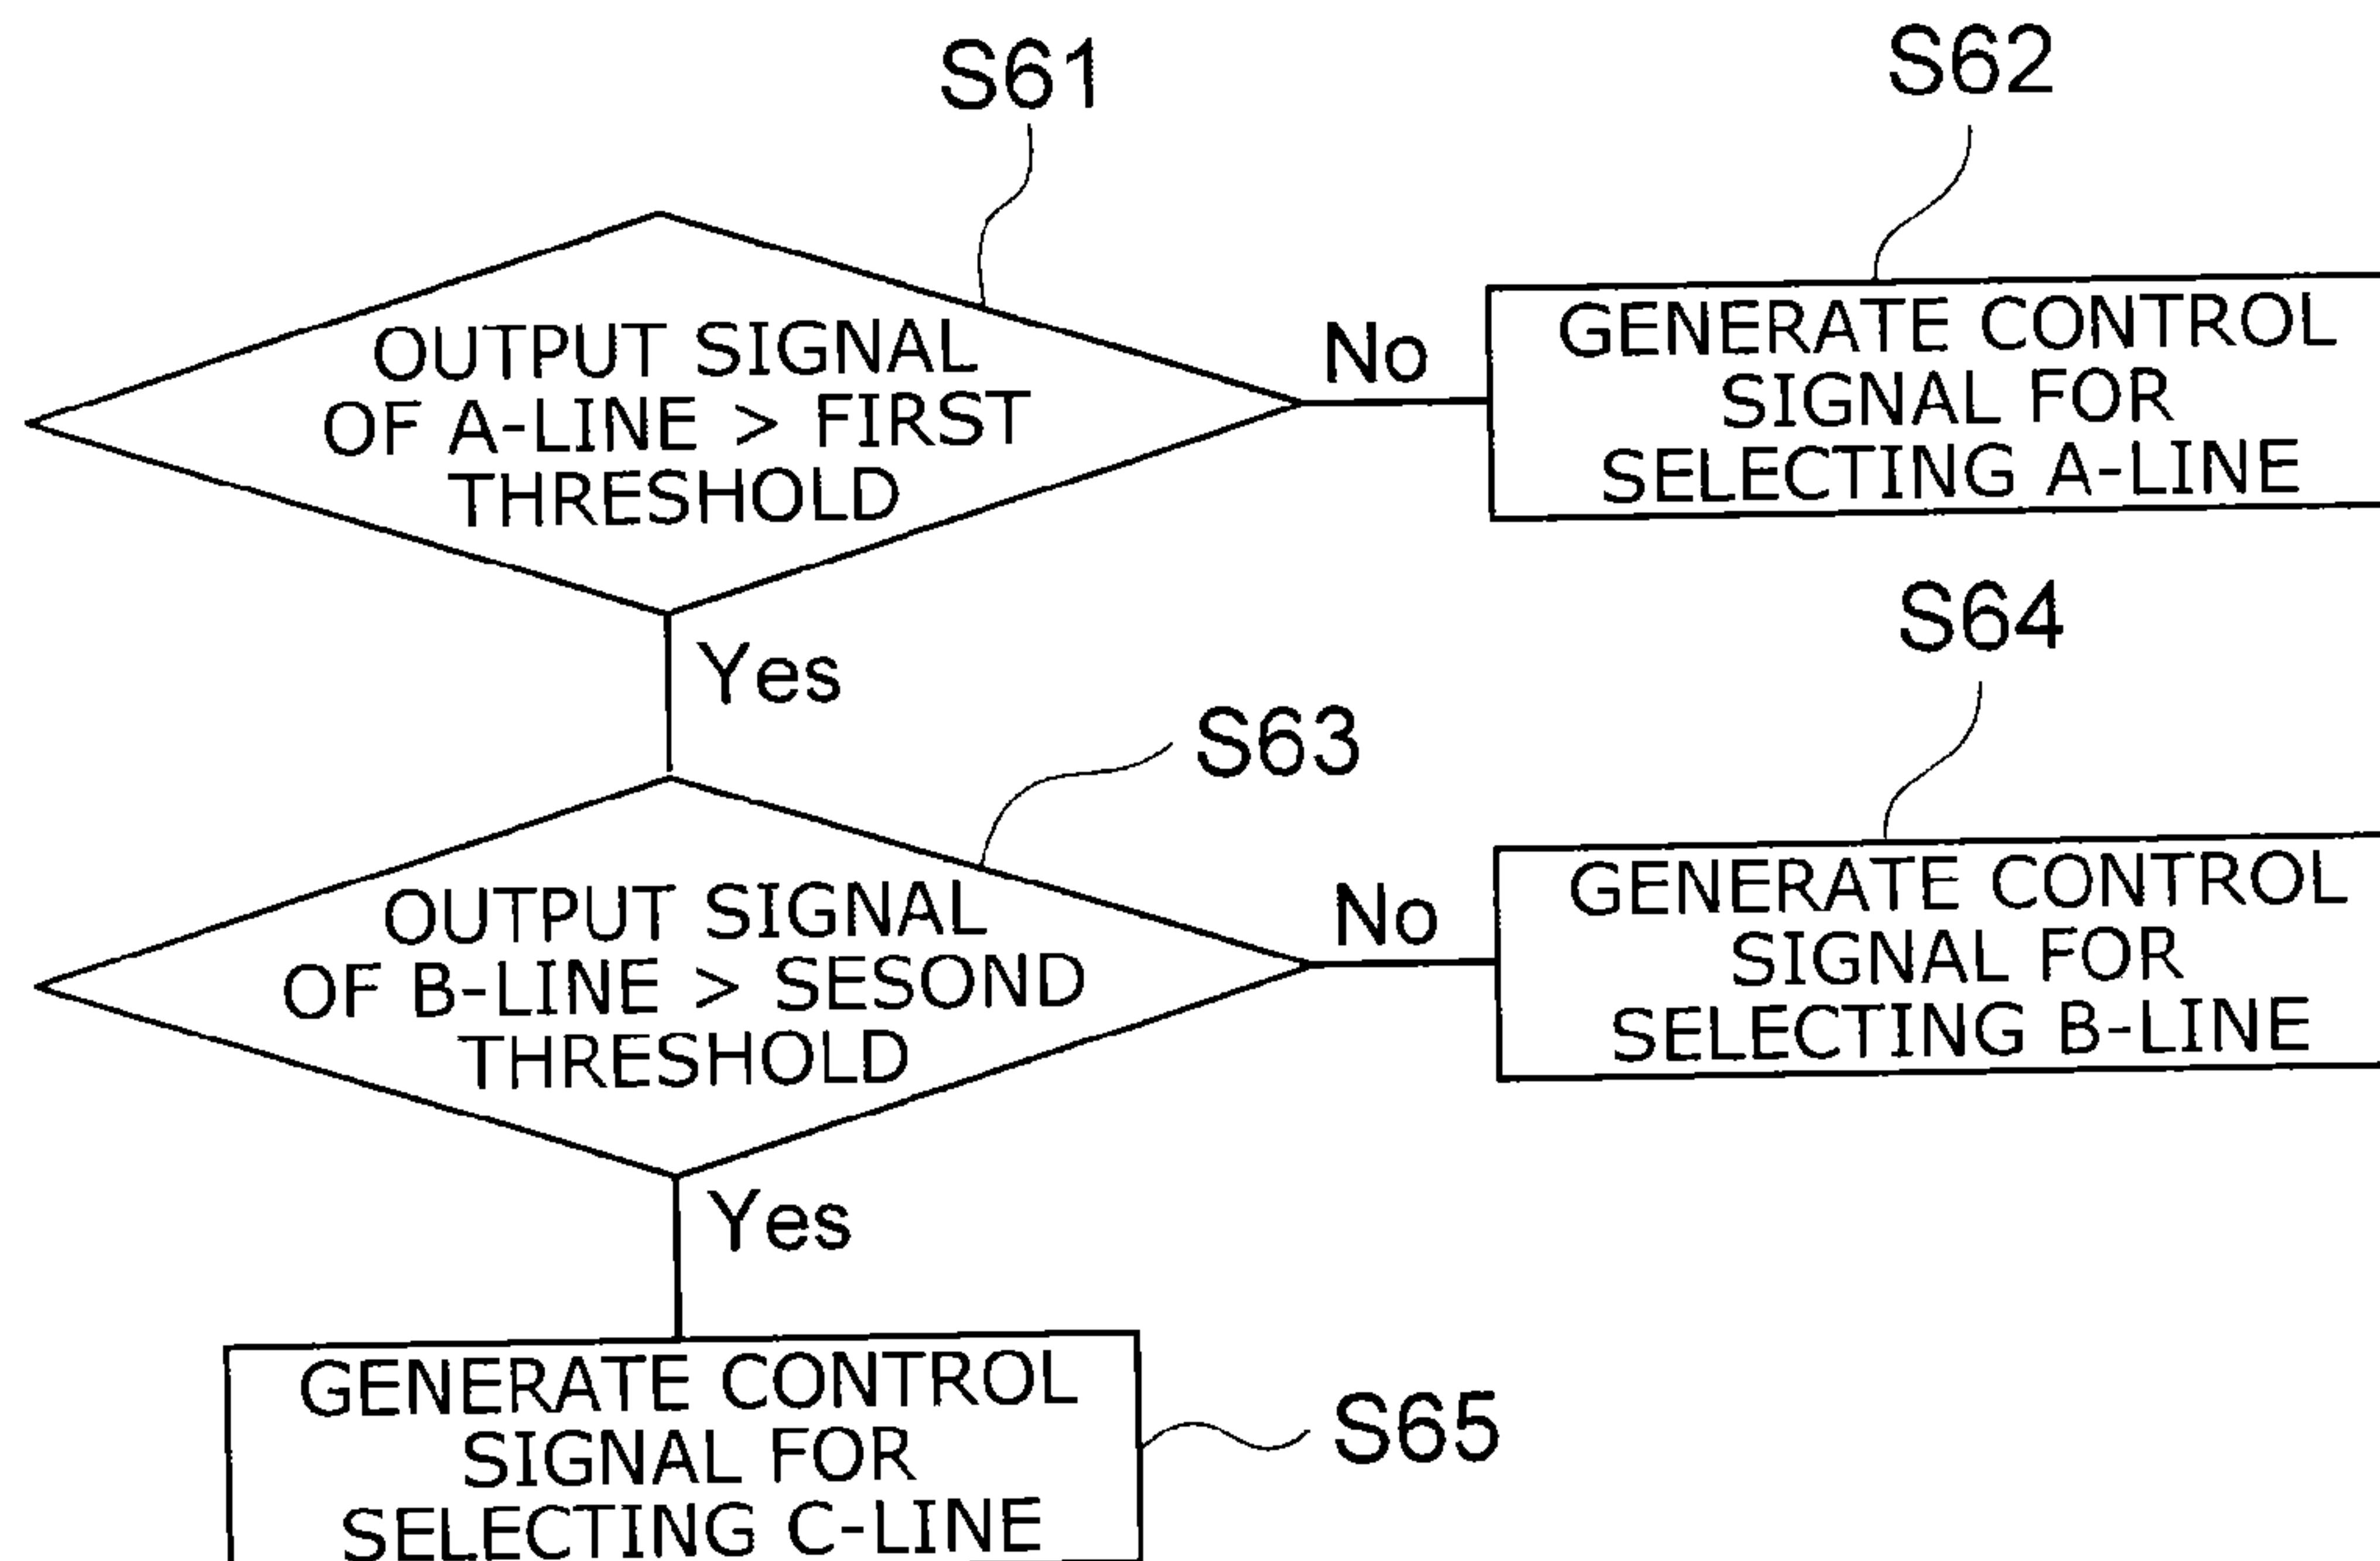 S61
S62
OUTPUT SIGNAL
OF A-LINE > FIRST
THRESHOLD
No
GENERATE CONTROL
SIGNAL FOR
SELECTING A-LINE
Yes
S63
S64
OUTPUT SIGNAL
OF B-LINE > SESOND
THRESHOLD
No
GENERATE CONTROL
SIGNAL FOR
SELECTING B-LINE
Yes
GENERATE CONTROL
SIGNAL FOR
SELECTING C-LINE
S65